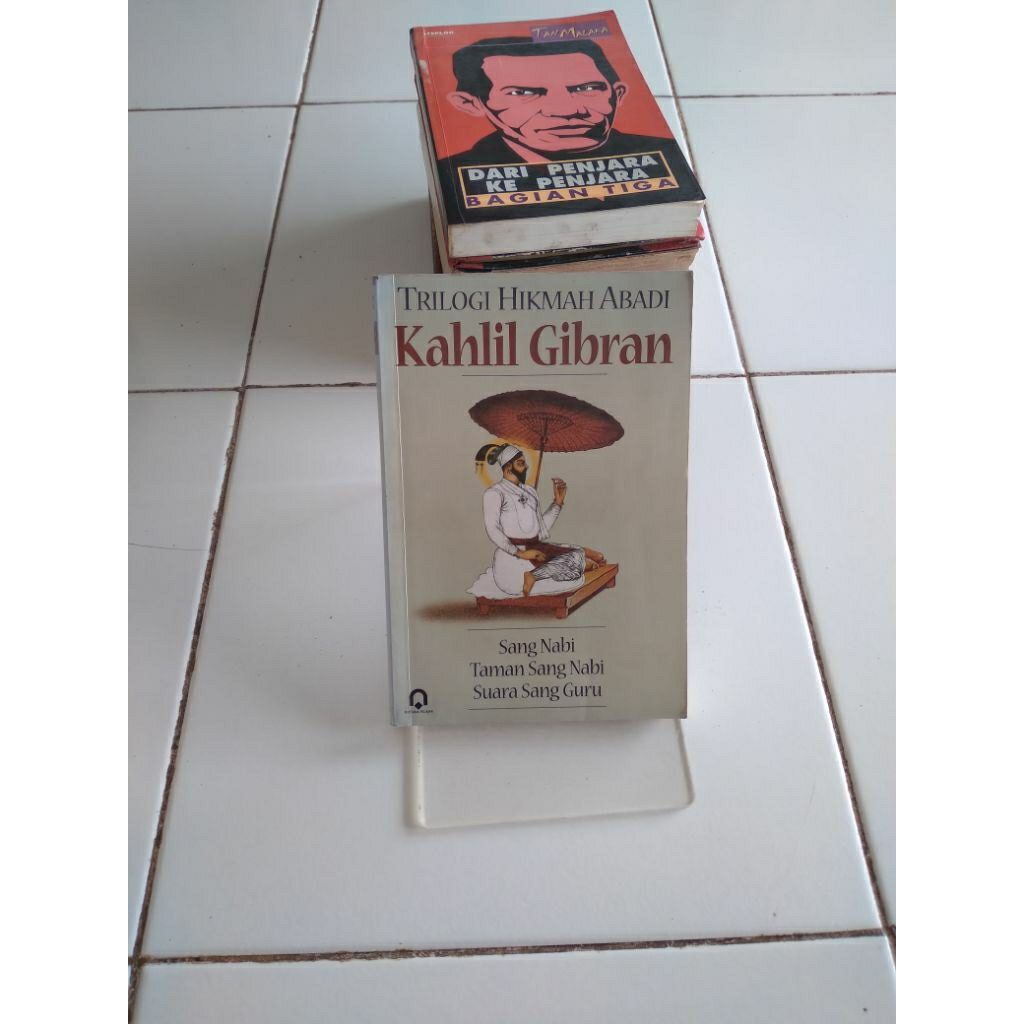 TAN MALAKA
DARI PENJARA
KE PENJARA
BAGIAN TIGA
TRILOGI HIKMAH ABADI
Kahlil Gibran
Sang Nabi
Taman Sang Nabi
Suara Sang Guru